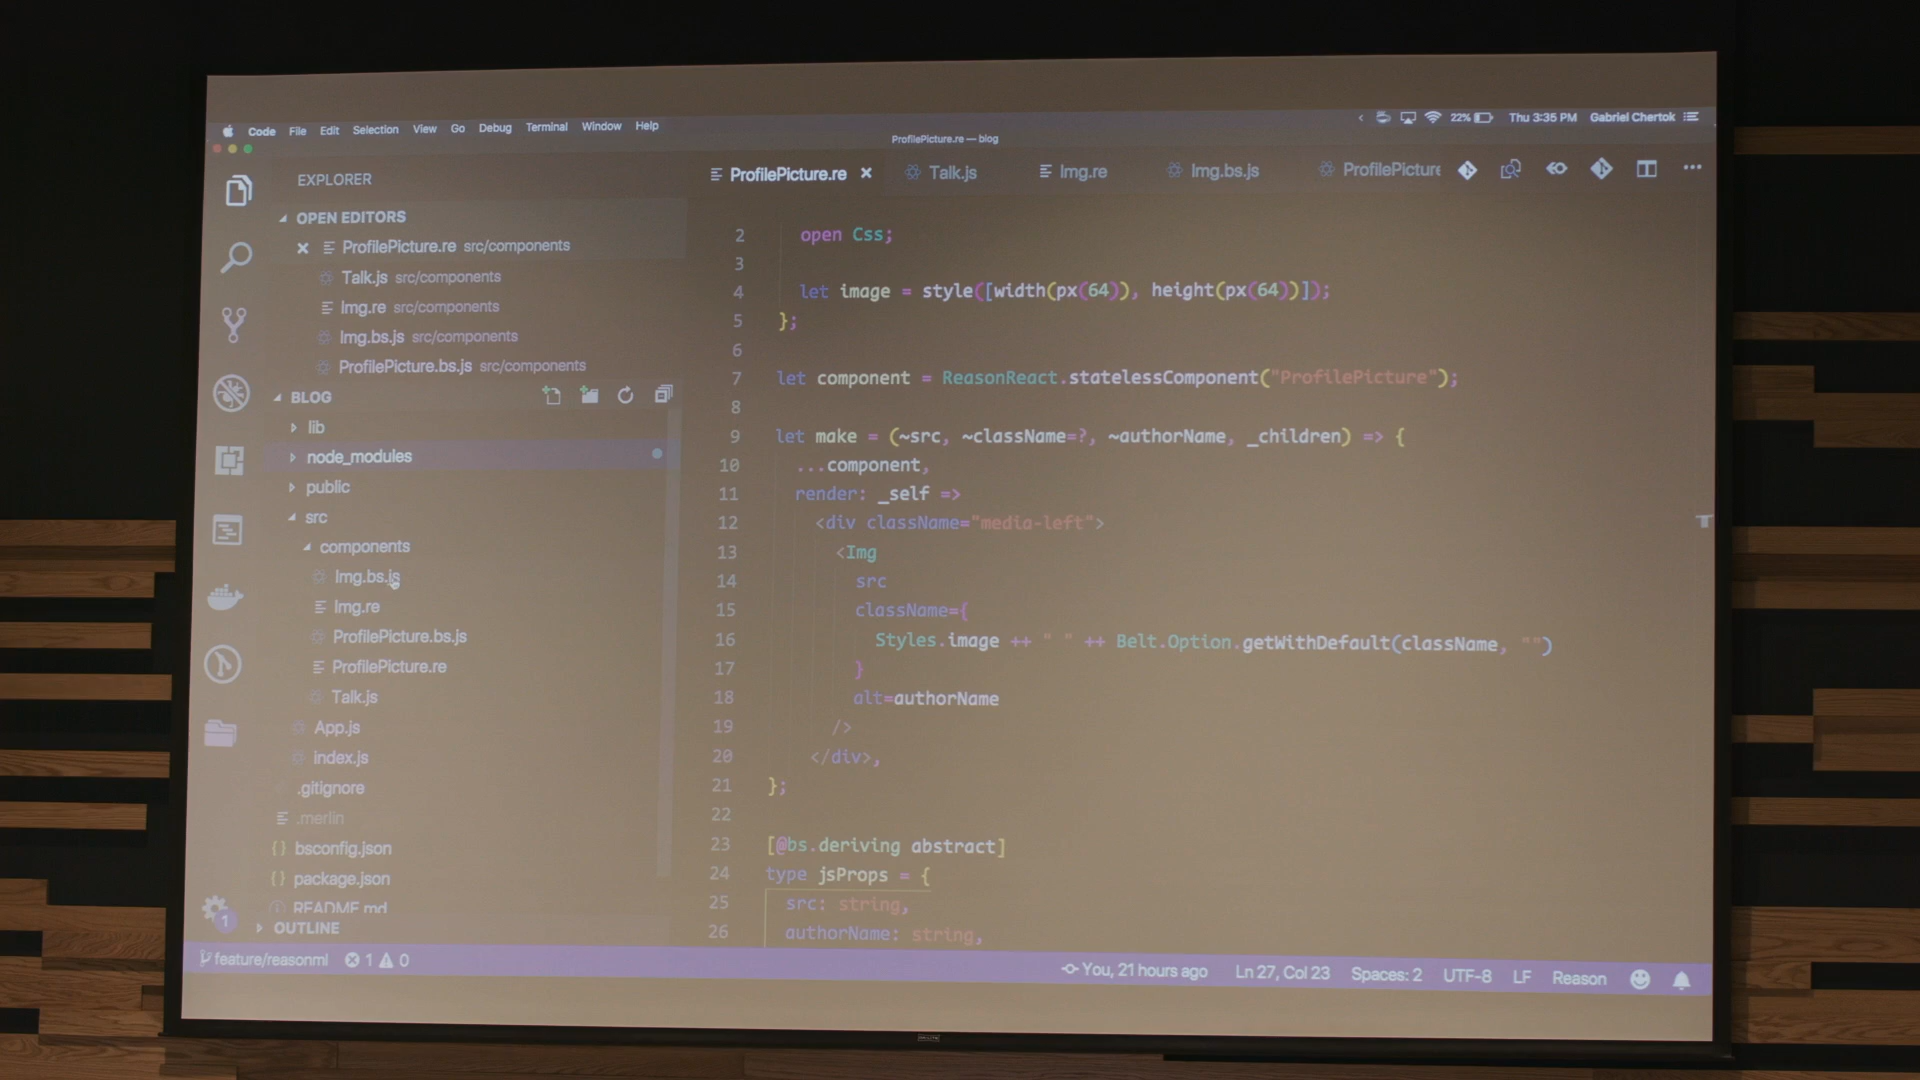 Code File Edit Selection View Go Debug Terminal Window Help
22% Thu 3:35 PM Gabriel Chertok
ProfilePicture.re — blog
EXPLORER
OPEN EDITORS
ProfilePicture.re src/components
Talk.js src/components
Img.re src/components
Img.bs.js src/components
ProfilePicture.bs.js src/components
BLOG
lib
node_modules
public
src
components
Img.bs.js
Img.re
ProfilePicture.bs.js
ProfilePicture.re
Talk.js
App.js
index.js
.gitignore
.merlin
{} bsconfig.json
{} package.json
README.md
OUTLINE
1
ProfilePicture.re × Talk.js Img.re Img.bs.js ProfilePicture
2 open Css;
3
4 let image = style([width(px(64)), height(px(64))]);
5 };
6
7 let component = ReasonReact.statelessComponent("ProfilePicture");
8
9 let make = (~src, ~className=?, ~authorName, _children) => {
10 ...component,
11 render: _self =>
12 <div className="media-left">
13 <Img
14 src
15 className={
16 Styles.image ++ " " ++ Belt.Option.getWithDefault(className, "")
17 }
18 alt=authorName
19 />
20 </div>,
21 };
22
23 [@bs.deriving abstract]
24 type jsProps = {
25 src: string,
26 authorName: string,
feature/reasonml 1 0 You, 21 hours ago Ln 27, Col 23 Spaces: 2 UTF-8 LF Reason